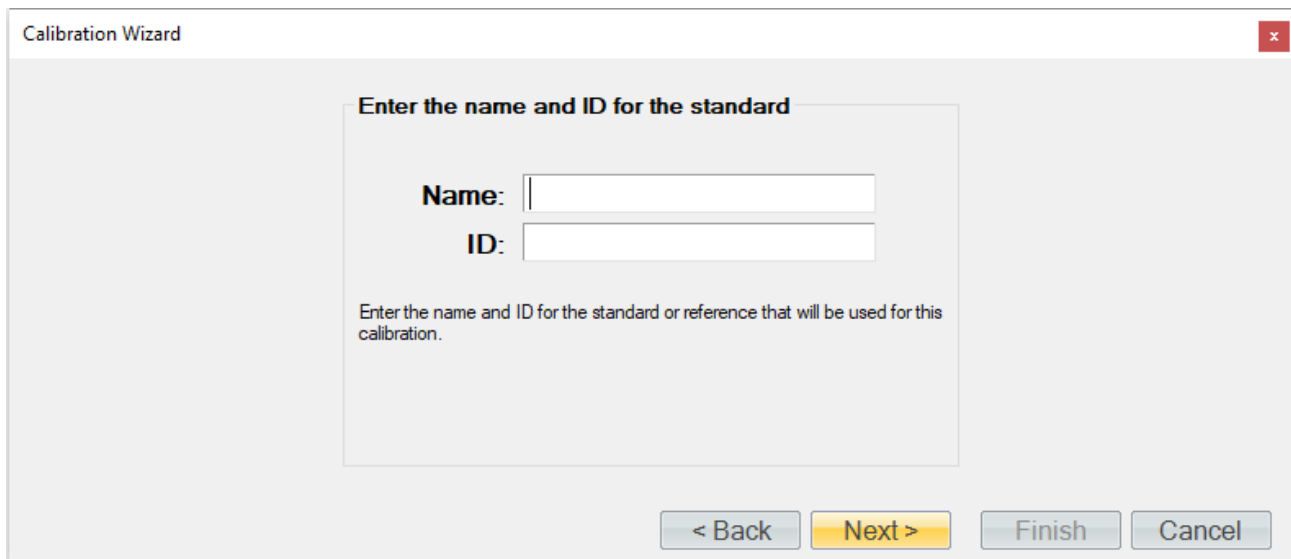 Calibration Wizard
x
Enter the name and ID for the standard
Name:
ID:
Enter the name and ID for the standard or reference that will be used for this
calibration.
< Back Next > Finish Cancel